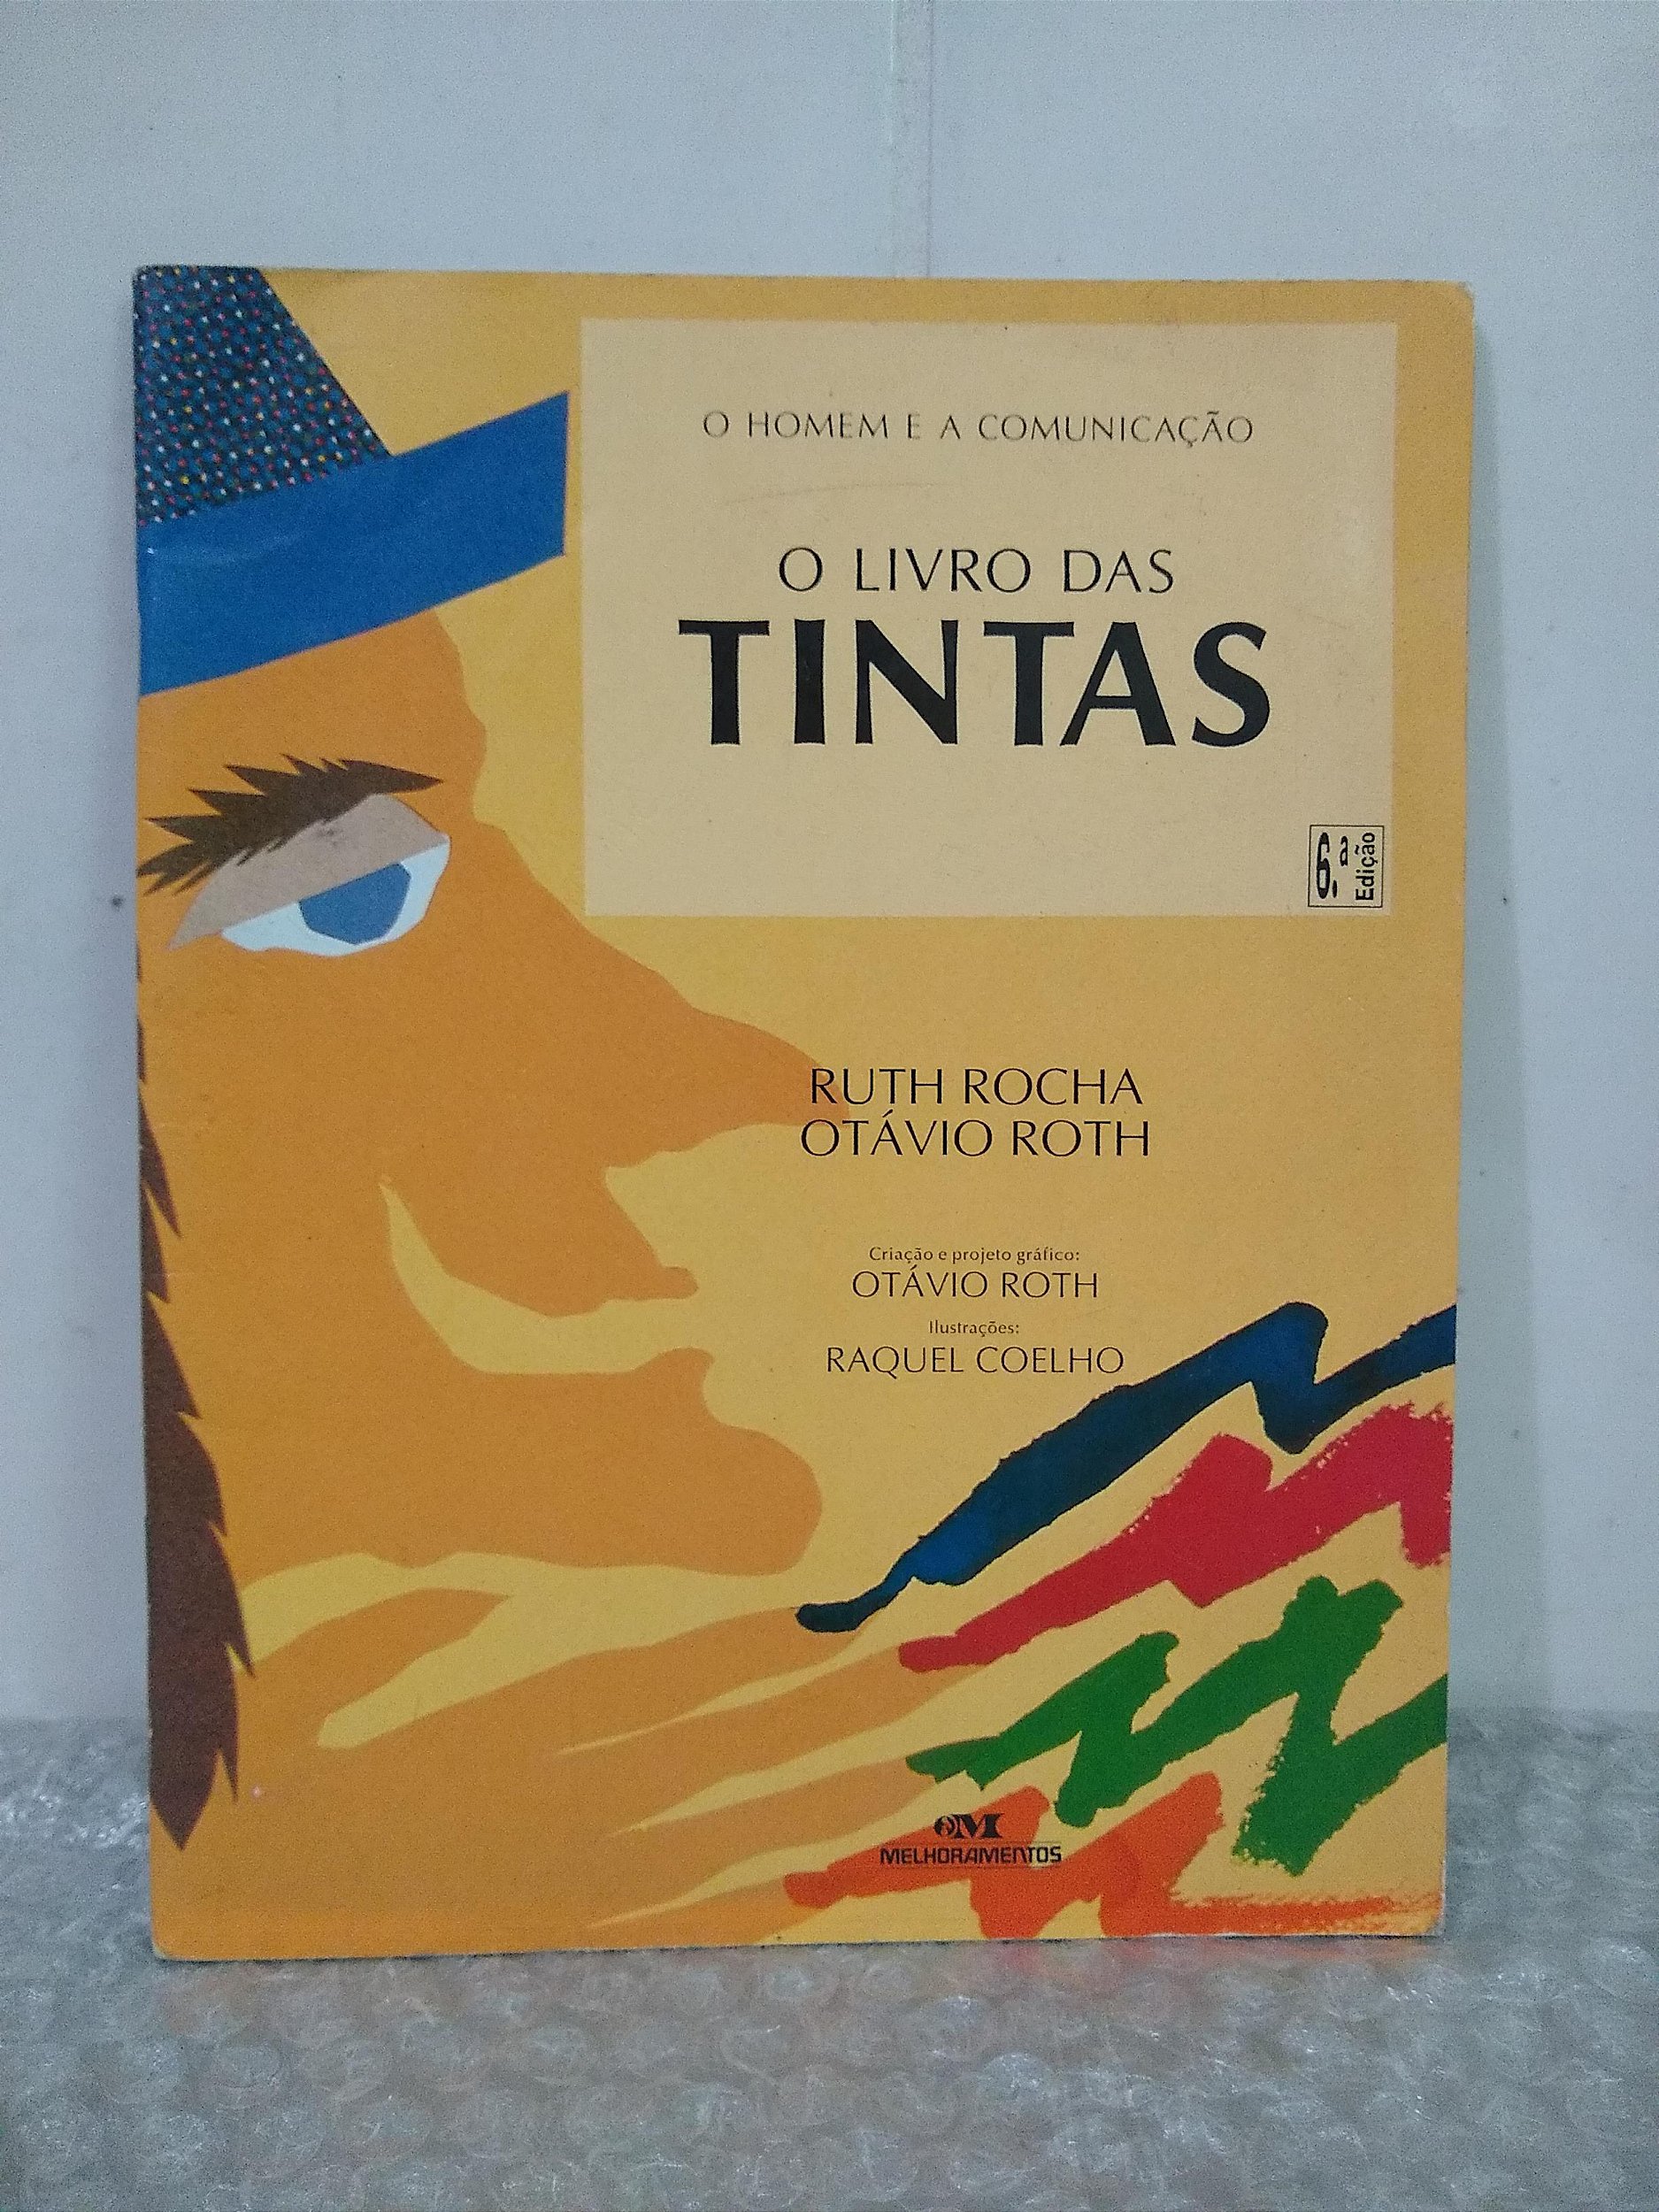 O HOMEM E A COMUNICAÇÃO
O LIVRO DAS
TINTAS
6.ª
Edição
RUTH ROCHA
OTÁVIO ROTH
Criação e projeto gráfico:
OTÁVIO ROTH
Ilustrações:
RAQUEL COELHO
MELHORAMENTOS